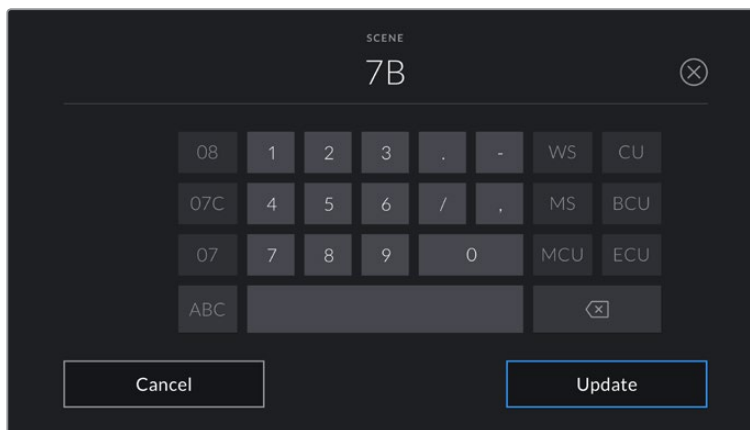 SCENE
7B
08 1 2 3 . - WS CU
07C 4 5 6 / , MS BCU
07 7 8 9 0 MCU ECU
ABC
Cancel Update